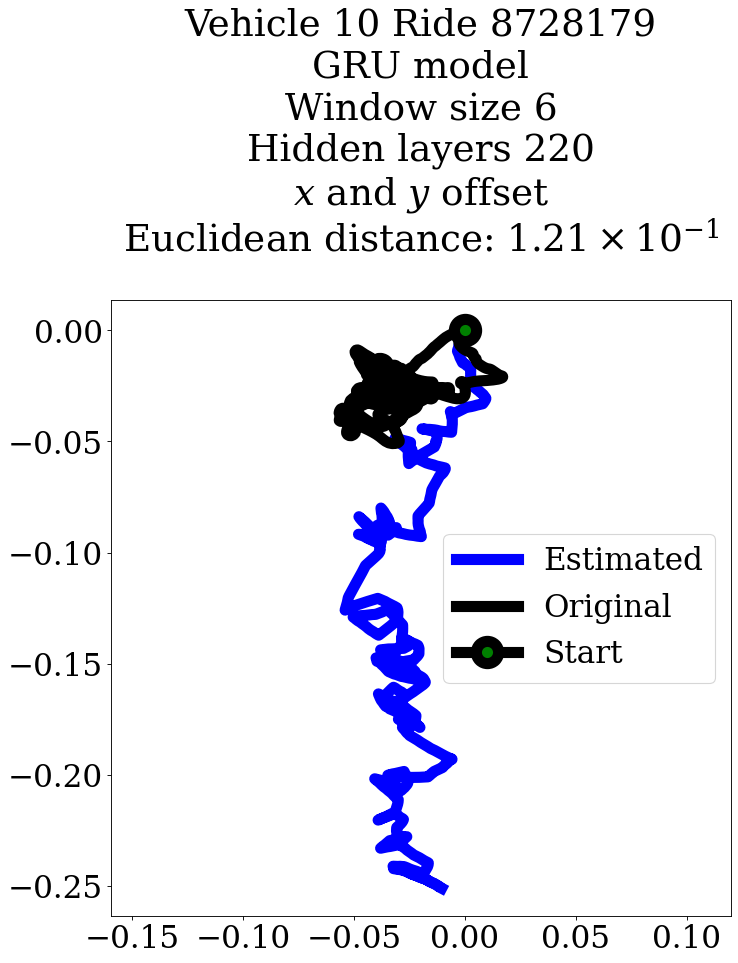 Vehicle 10 Ride 8728179
GRU model
Window size 6
Hidden layers 220
x and y offset
Euclidean distance: 1.21 × 10⁻¹
0.00
−0.05
−0.10
−0.15
−0.20
−0.25
Estimated
Original
Start
−0.15 −0.10 −0.05 0.00 0.05 0.10